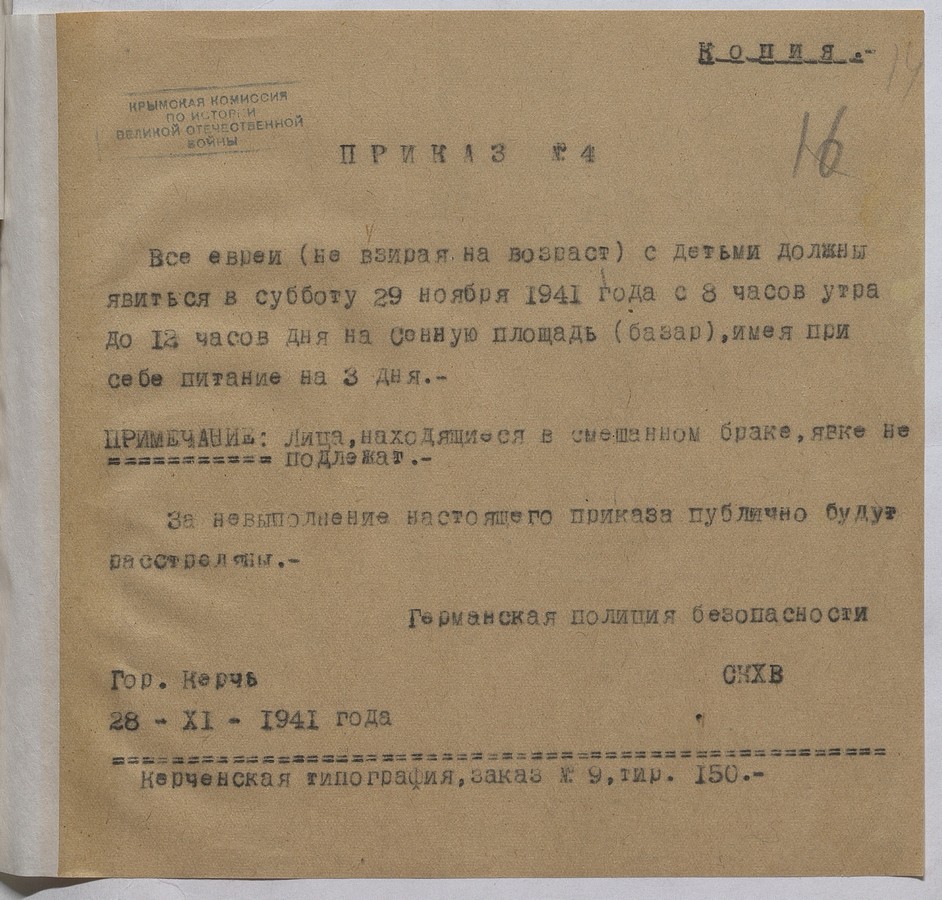 Копия.-
14
КРЫМСКАЯ КОМИССИЯ
ПО ИСТОРИИ
ВЕЛИКОЙ ОТЕЧЕСТВЕННОЙ
ВОЙНЫ
16
ПРИКАЗ № 4
Все евреи (не взирая на возраст) с детьми должны
явиться в субботу 29 ноября 1941 года с 8 часов утра
до 12 часов дня на Сенную площадь (базар),имея при
себе питание на 3 дня.-
ПРИМЕЧАНИЕ: Лица,находящиеся в смешанном браке,явке не
=========== подлежат.-
За невыполнение настоящего приказа публично будут
расстреляны.-
Германская полиция безопасности
Гор. Керчь СКХВ
28 - XI - 1941 года
Керченская типография,заказ № 9,тир. 150.-